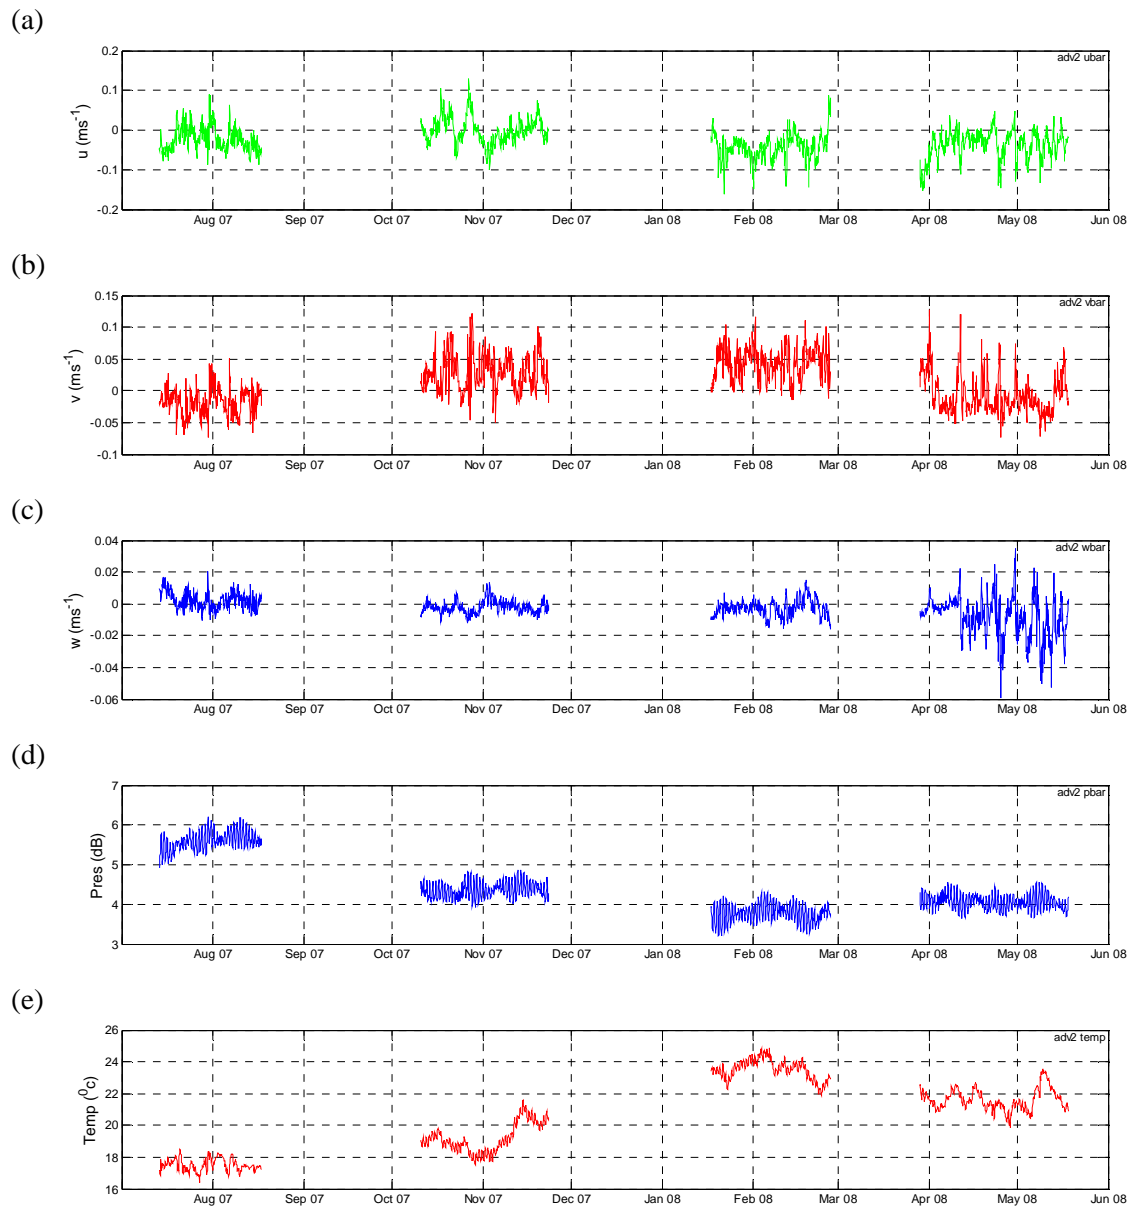 (a)
0.2
adv2 ubar
0.1
0
-0.1
-0.2
u (ms-1)
Aug 07 Sep 07 Oct 07 Nov 07 Dec 07 Jan 08 Feb 08 Mar 08 Apr 08 May 08 Jun 08
(b)
0.15
adv2 vbar
0.1
0.05
0
-0.05
-0.1
v (ms-1)
Aug 07 Sep 07 Oct 07 Nov 07 Dec 07 Jan 08 Feb 08 Mar 08 Apr 08 May 08 Jun 08
(c)
0.04
adv2 wbar
0.02
0
-0.02
-0.04
-0.06
w (ms-1)
Aug 07 Sep 07 Oct 07 Nov 07 Dec 07 Jan 08 Feb 08 Mar 08 Apr 08 May 08 Jun 08
(d)
7
adv2 pbar
6
5
4
3
Pres (dB)
Aug 07 Sep 07 Oct 07 Nov 07 Dec 07 Jan 08 Feb 08 Mar 08 Apr 08 May 08 Jun 08
(e)
26
adv2 temp
24
22
20
18
16
Temp (0c)
Aug 07 Sep 07 Oct 07 Nov 07 Dec 07 Jan 08 Feb 08 Mar 08 Apr 08 May 08 Jun 08